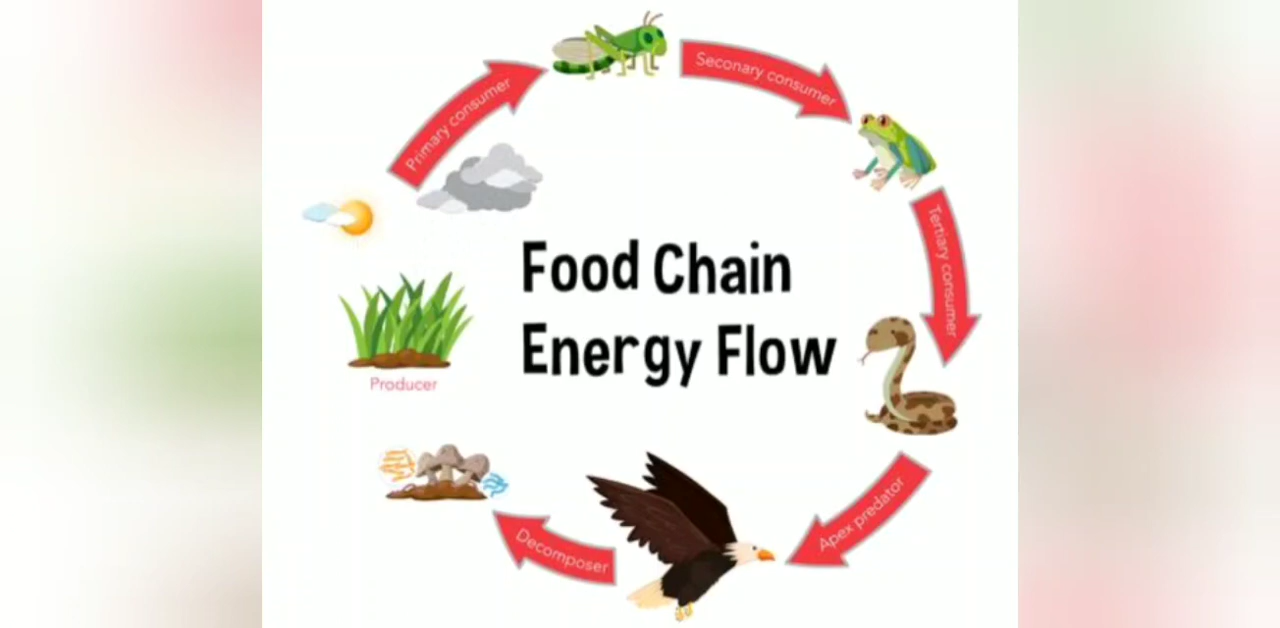 Primary consumer
Seconary consumer
Tertiary consumer
Food Chain
Energy Flow
Producer
Apex predator
Decomposer